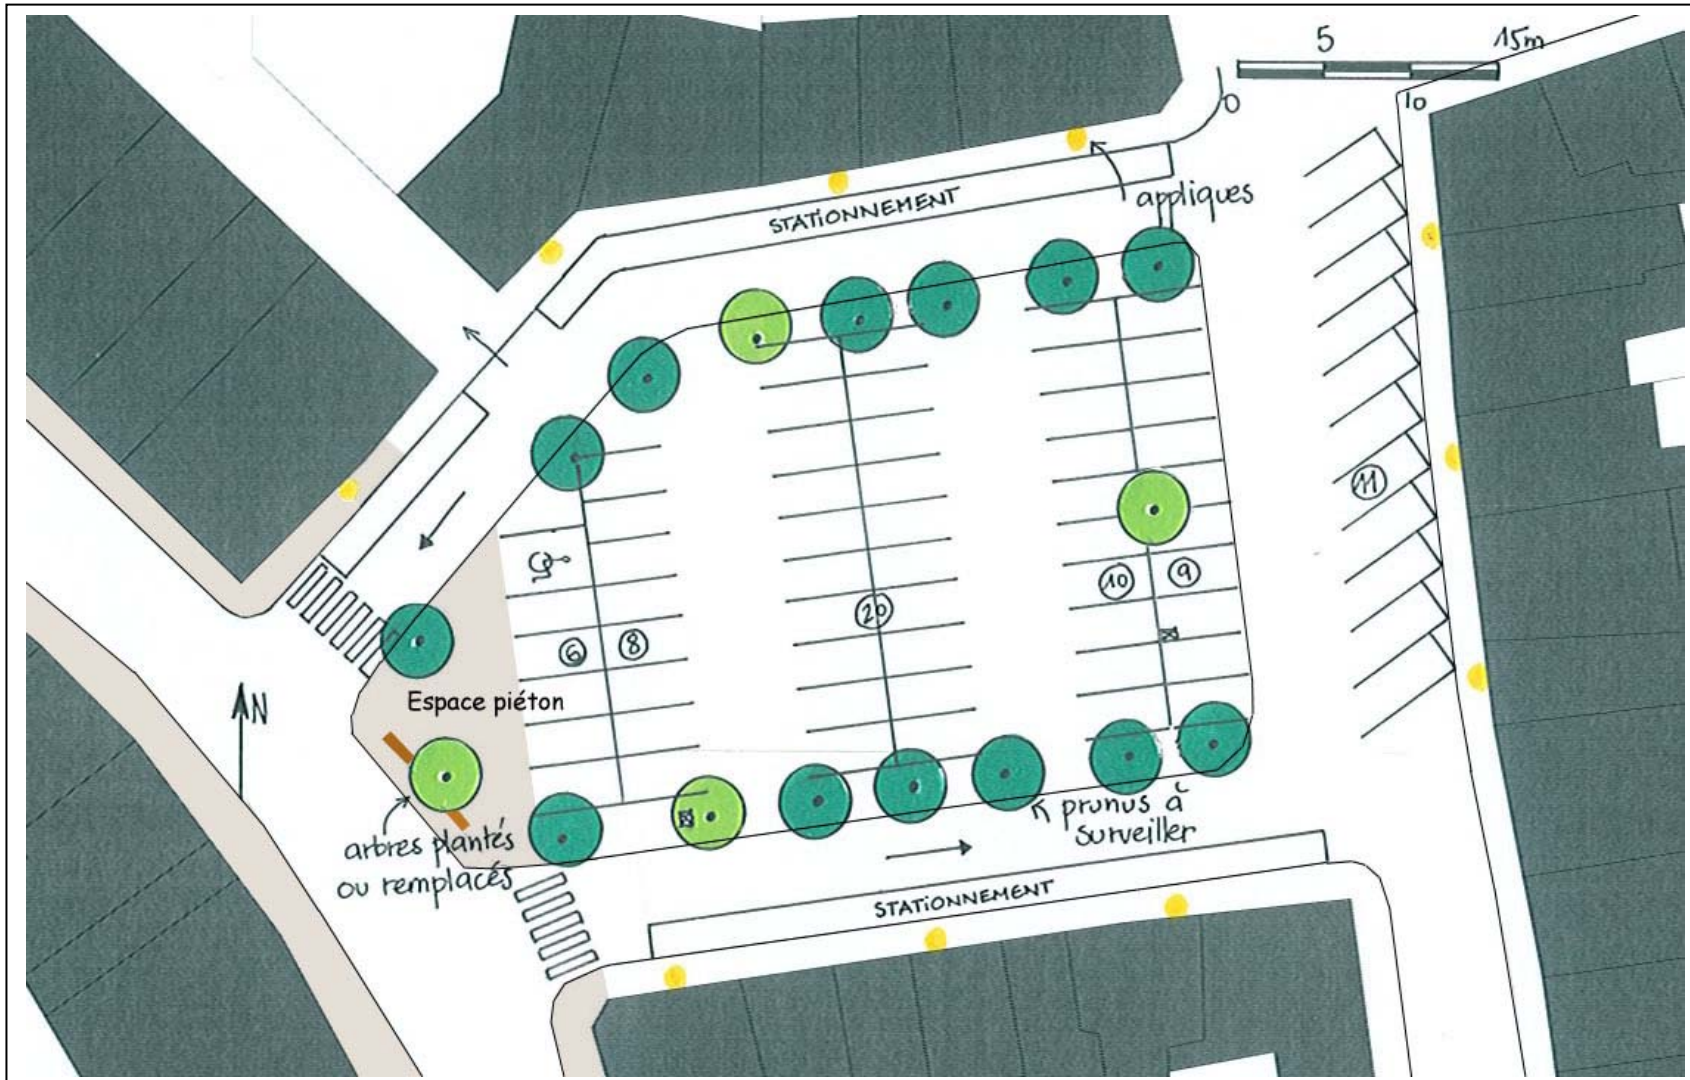 5
15m
0
10
appliques
STATIONNEMENT
11
10
9
20
6
8
Espace piéton
N
arbres plantés
ou remplacés
prunus à
surveiller
STATIONNEMENT